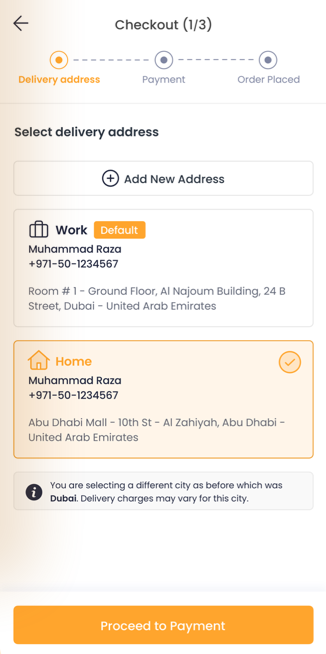 Checkout (1/3)
Delivery address
Payment
Order Placed
Select delivery address
Add New Address
Work Default
Muhammad Raza
+971-50-1234567
Room # 1 - Ground Floor, Al Najoum Building, 24 B
Street, Dubai - United Arab Emirates
Home
Muhammad Raza
+971-50-1234567
Abu Dhabi Mall - 10th St - Al Zahiyah, Abu Dhabi -
United Arab Emirates
You are selecting a different city as before which was
Dubai. Delivery charges may vary for this city.
Proceed to Payment